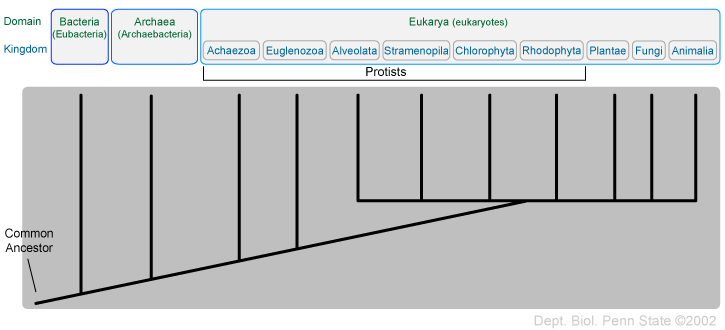 Domain
Bacteria
(Eubacteria)
Archaea
(Archaebacteria)
Eukarya (eukaryotes)
Kingdom
Achaezoa Euglenozoa Alveolata Stramenopila Chlorophyta Rhodophyta Plantae Fungi Animalia
Protists
Common
Ancestor
Dept. Biol. Penn State ©2002